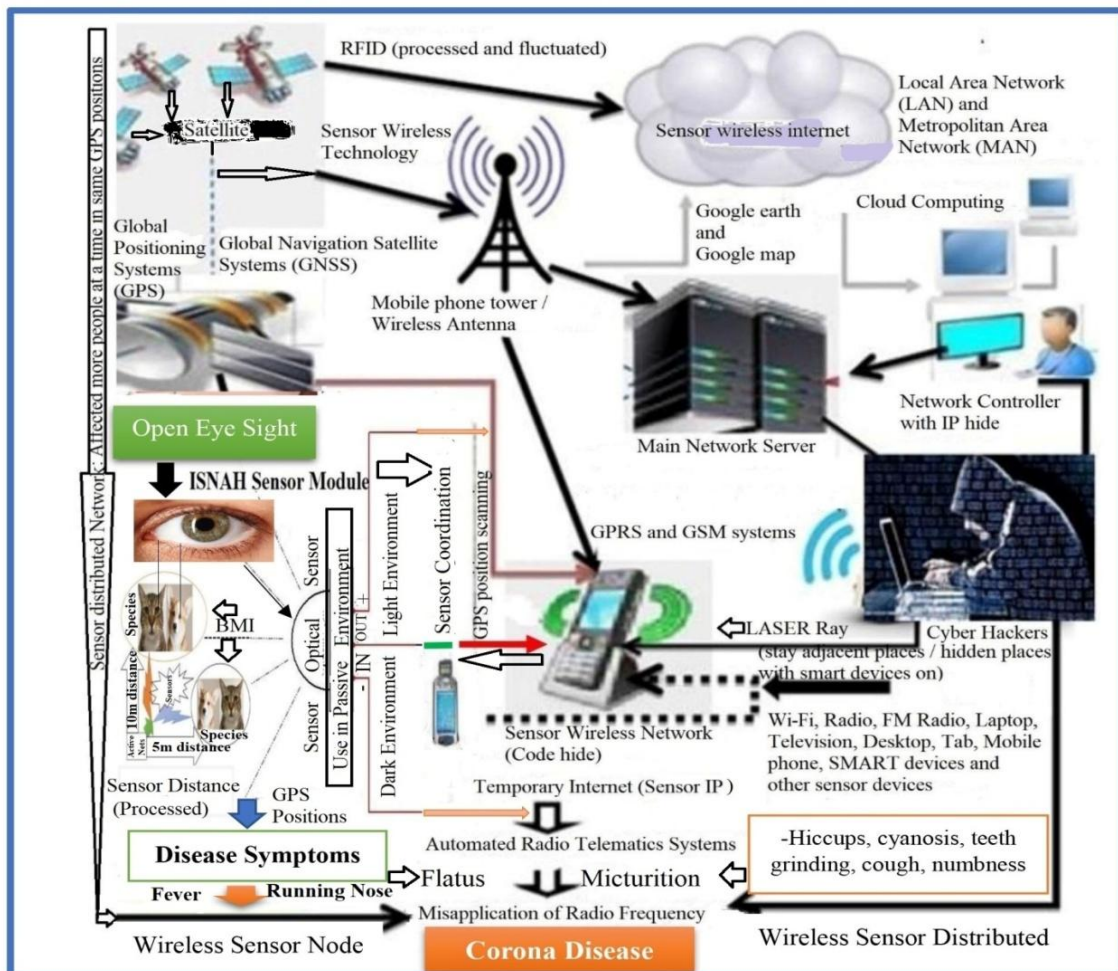 RFID (processed and fluctuated)
Local Area Network
(LAN) and
Metropolitan Area
Network (MAN)
Sensor wireless internet
Satellite
Sensor Wireless
Technology
Cloud Computing
Google earth
and
Google map
Global
Positioning
Systems
(GPS)
Global Navigation Satellite
Systems (GNSS)
Mobile phone tower /
Wireless Antenna
Sensor distributed Network: Affected more people at a time in same GPS positions
Network Controller
with IP hide
Main Network Server
Open Eye Sight
ISNAH Sensor Module
GPRS and GSM systems
Sensor Optical Sensor
Use in Passive Environment
- IN OUT +
Light Environment
Dark Environment
Sensor Coordination
GPS position scanning
Species
BMI
10m distance
Sensory
Active
Nets
5m distance
Species
LASER Ray
Cyber Hackers
(stay adjacent places / hidden places
with smart devices on)
Sensor Wireless Network
(Code hide)
Wi-Fi, Radio, FM Radio, Laptop,
Television, Desktop, Tab, Mobile
phone, SMART devices and
other sensor devices
Sensor Distance
(Processed)
GPS
Positions
Temporary Internet (Sensor IP )
Automated Radio Telematics Systems
Disease Symptoms
-Hiccups, cyanosis, teeth
grinding, cough, numbness
Fever
Running Nose
Flatus
Micturition
Misapplication of Radio Frequency
Wireless Sensor Node
Corona Disease
Wireless Sensor Distributed